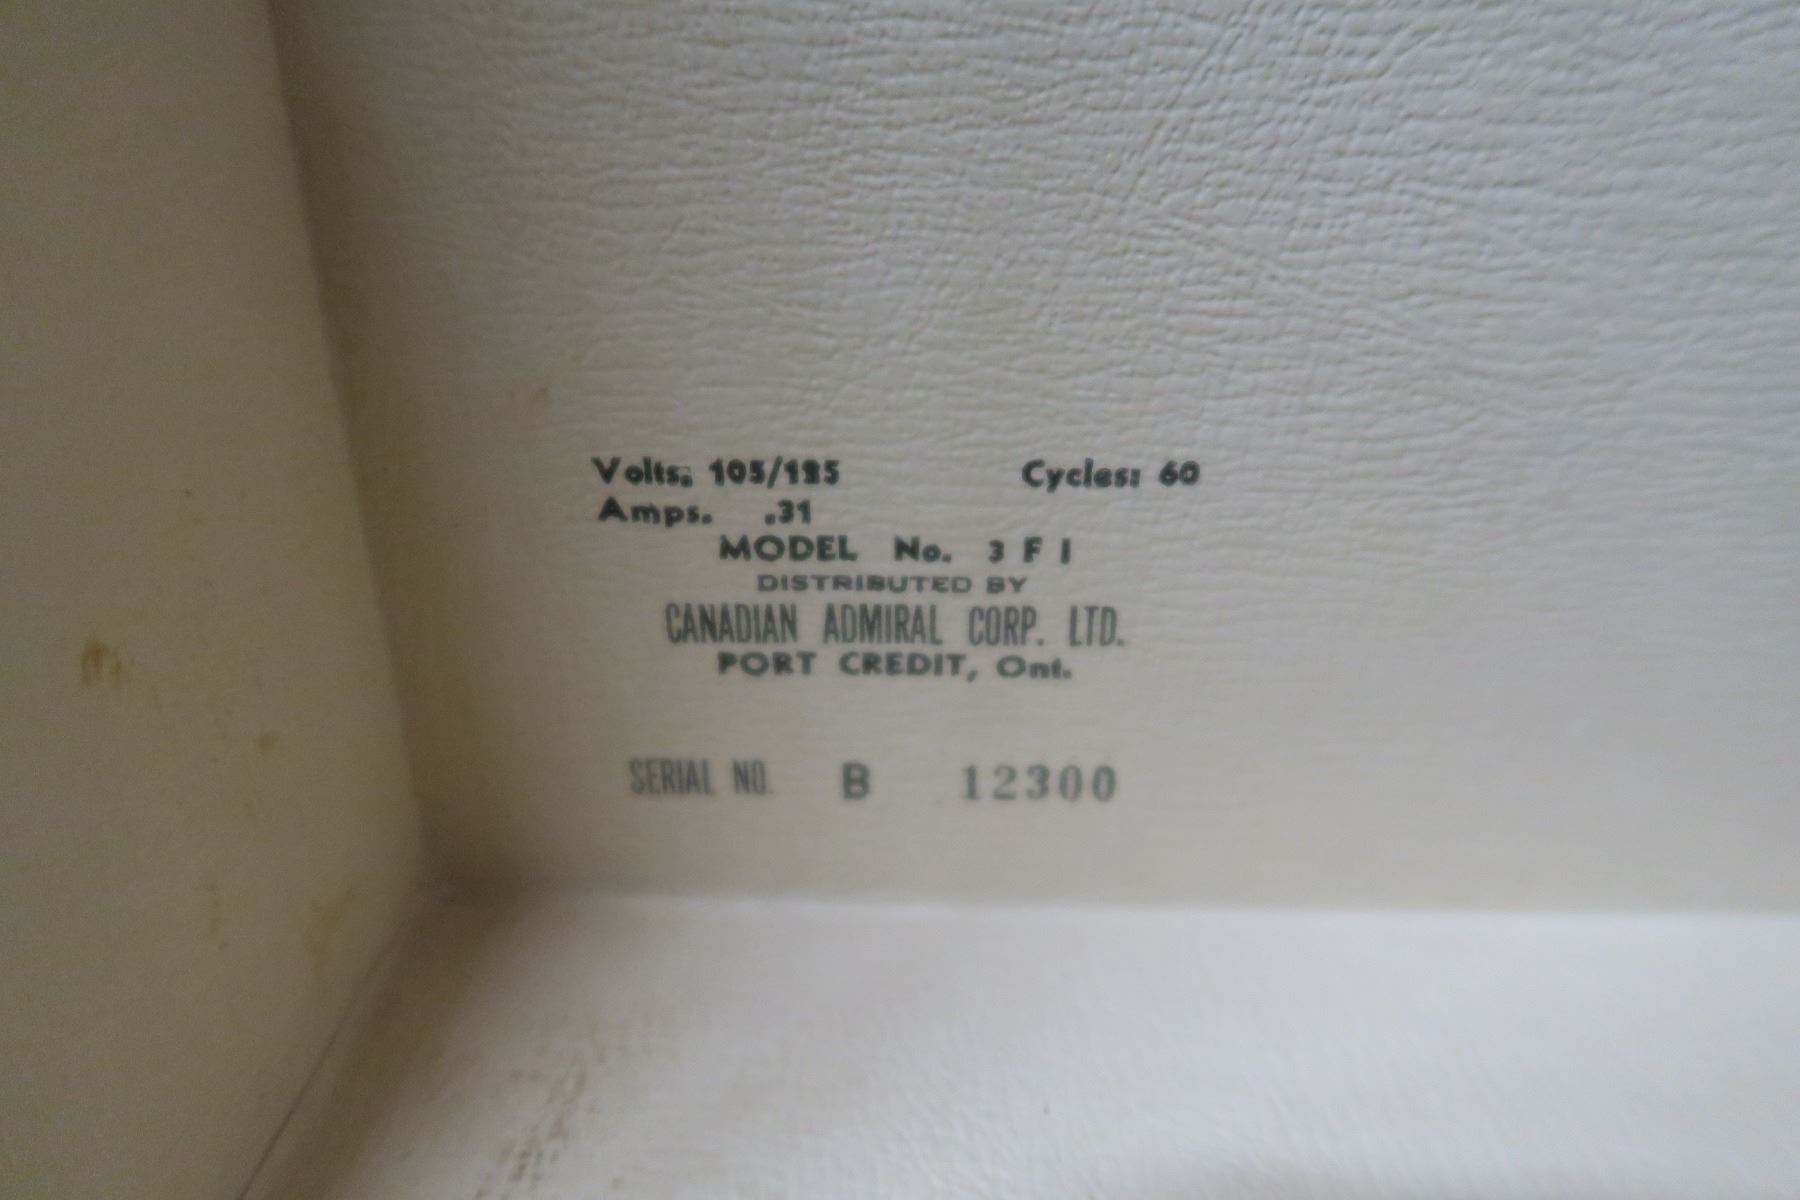 Volts: 105/125 Cycles: 60
Amps. .31
MODEL No. 3 F 1
DISTRIBUTED BY
CANADIAN ADMIRAL CORP. LTD.
PORT CREDIT, Ont.
SERIAL NO. B 12300